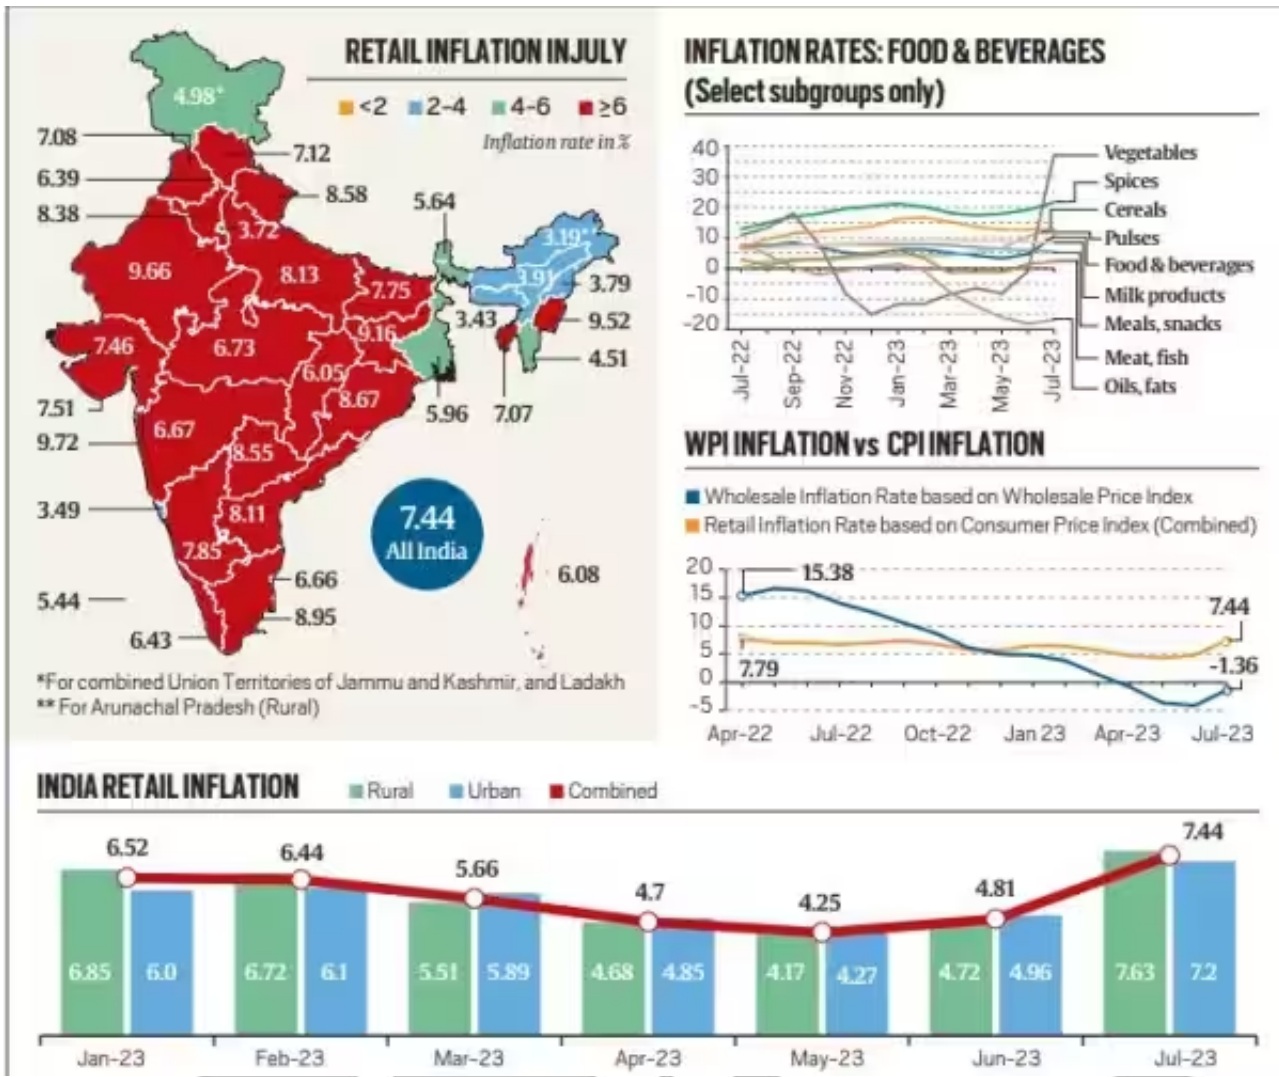 RETAIL INFLATION IN JULY
<2 2-4 4-6 ≥6
Inflation rate in %
4.98*
7.08
7.12
6.39
8.58
8.38
3.72
5.64
3.19**
9.66
8.13
3.91
3.79
7.75
3.43
9.52
7.46
6.73
9.16
4.51
6.05
8.67
7.51
5.96
7.07
9.72
6.67
8.55
3.49
8.11
7.44
All India
7.85
6.66
6.08
5.44
8.95
6.43
*For combined Union Territories of Jammu and Kashmir, and Ladakh
** For Arunachal Pradesh (Rural)
INFLATION RATES: FOOD & BEVERAGES
(Select subgroups only)
40
30
20
10
0
-10
-20
Vegetables
Spices
Cereals
Pulses
Food & beverages
Milk products
Meals, snacks
Meat, fish
Oils, fats
Jul-22 Sep-22 Nov-22 Jan-23 Mar-23 May-23 Jul-23
WPI INFLATION vs CPI INFLATION
Wholesale Inflation Rate based on Wholesale Price Index
Retail Inflation Rate based on Consumer Price Index (Combined)
20
15
10
5
0
-5
15.38
7.44
7.79
-1.36
Apr-22 Jul-22 Oct-22 Jan 23 Apr-23 Jul-23
INDIA RETAIL INFLATION Rural Urban Combined
6.52 6.44 5.66 4.7 4.25 4.81 7.44
6.85 6.0 6.72 6.1 5.51 5.89 4.68 4.85 4.17 4.27 4.72 4.96 7.63 7.2
Jan-23 Feb-23 Mar-23 Apr-23 May-23 Jun-23 Jul-23